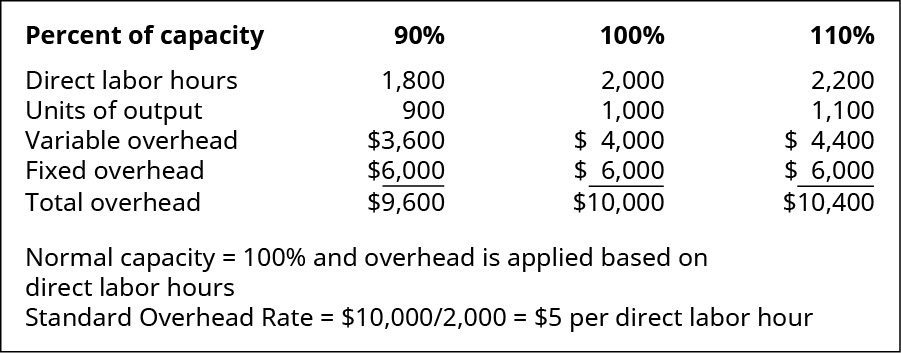 Percent of capacity 90% 100% 110%
Direct labor hours 1,800 2,000 2,200
Units of output 900 1,000 1,100
Variable overhead $3,600 $ 4,000 $ 4,400
Fixed overhead $6,000 $ 6,000 $ 6,000
Total overhead $9,600 $10,000 $10,400
Normal capacity = 100% and overhead is applied based on
direct labor hours
Standard Overhead Rate = $10,000/2,000 = $5 per direct labor hour